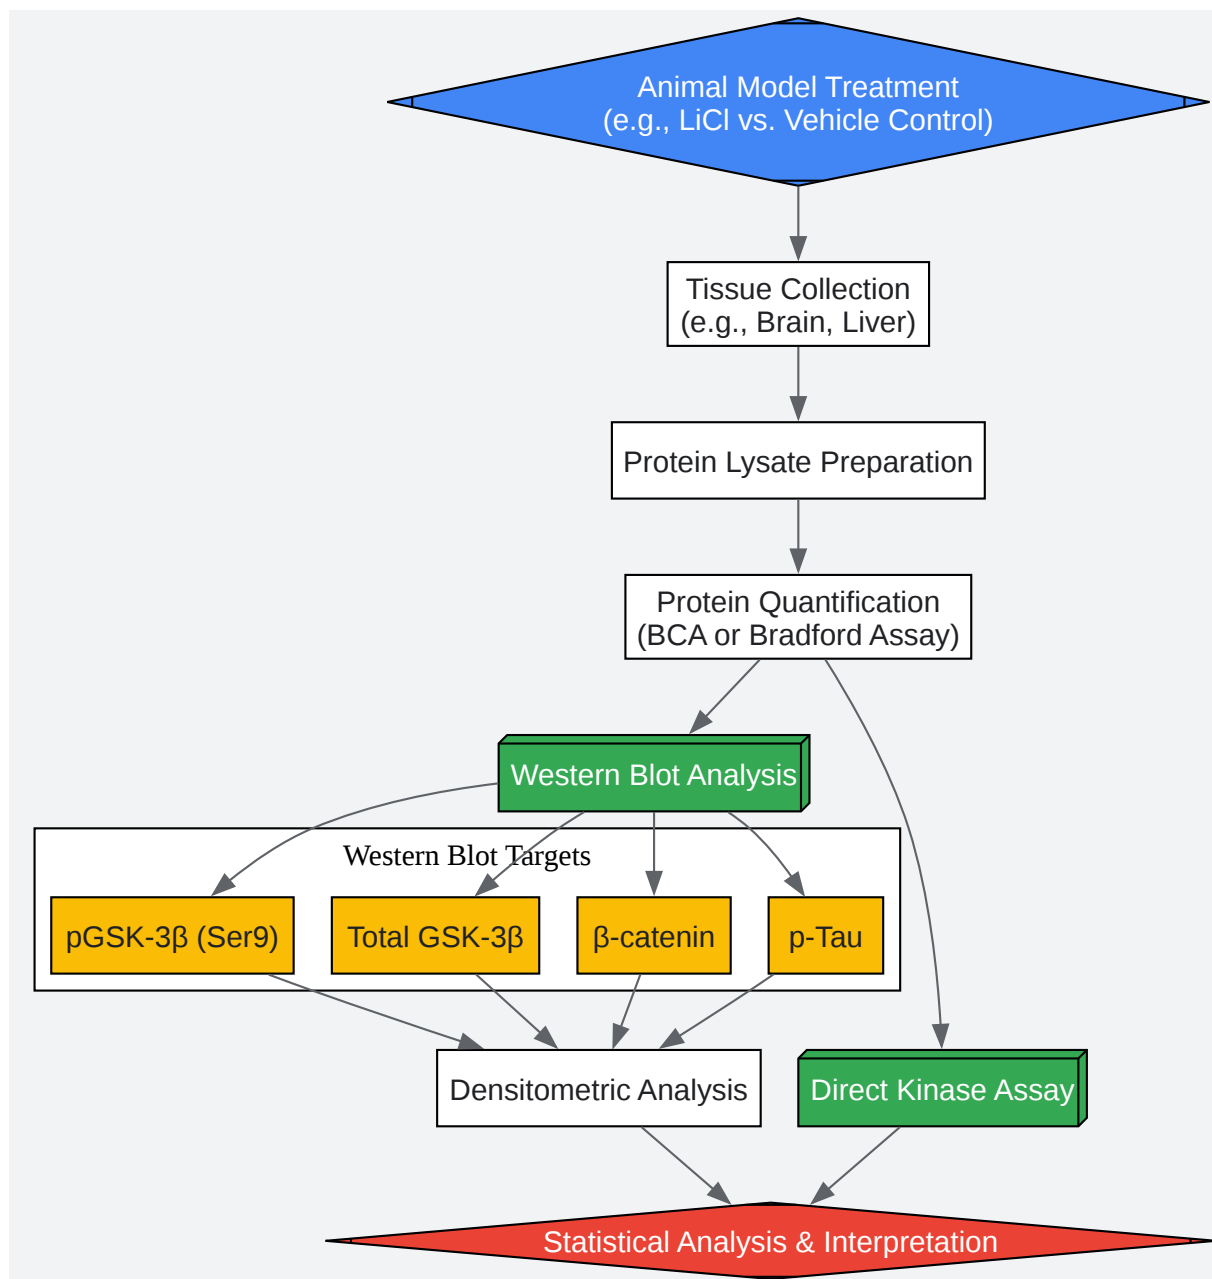 Animal Model Treatment
(e.g., LiCl vs. Vehicle Control)
Tissue Collection
(e.g., Brain, Liver)
Protein Lysate Preparation
Protein Quantification
(BCA or Bradford Assay)
Western Blot Analysis
Western Blot Targets
pGSK-3β (Ser9)
Total GSK-3β
β-catenin
p-Tau
Densitometric Analysis
Direct Kinase Assay
Statistical Analysis & Interpretation